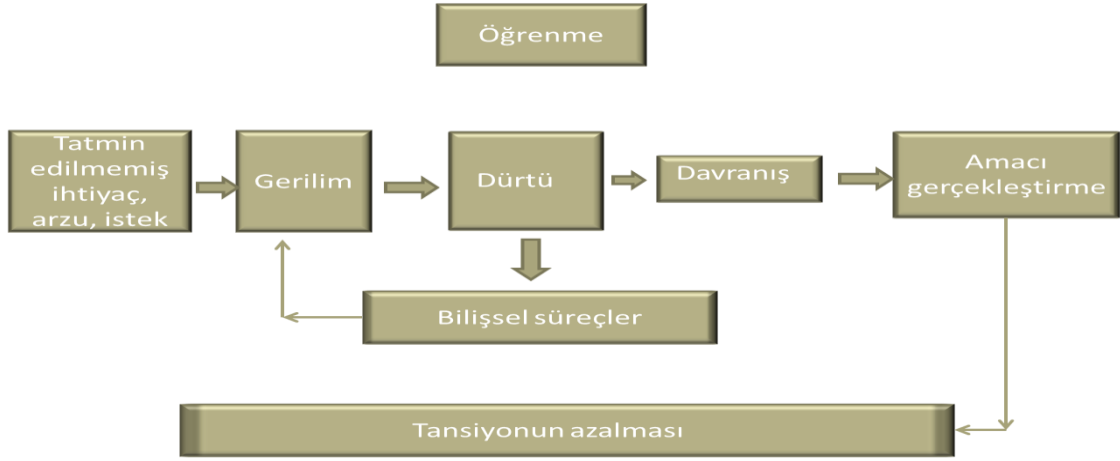 Öğrenme
Tatmin
edilmemiş
ihtiyaç,
arzu, istek
Gerilim
Dürtü
Davranış
Amacı
gerçekleştirme
Bilişsel süreçler
Tansiyonun azalması